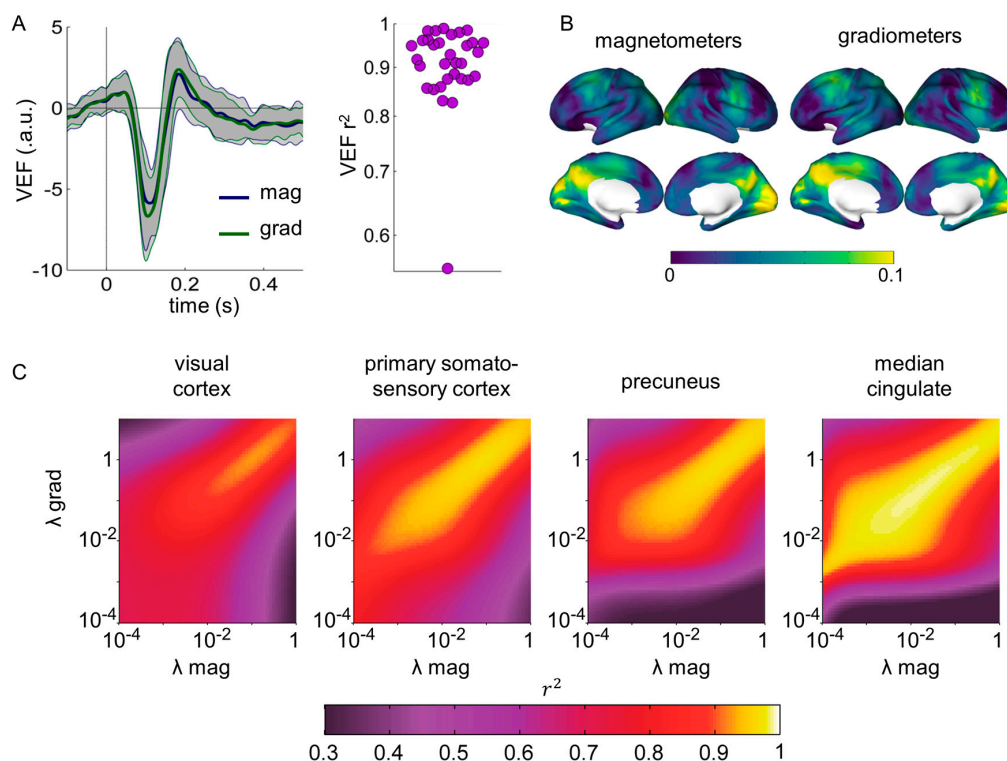 A
5
0
-5
-10
VEF (.a.u.)
0
0.2
0.4
time (s)
mag
grad
VEF r²
1
0.9
0.8
0.7
0.6
B
magnetometers
gradiometers
0
0.1
C
visual
cortex
primary somato-
sensory cortex
precuneus
median
cingulate
λ grad
1
10⁻²
10⁻⁴
10⁻⁴
10⁻²
1
λ mag
1
10⁻²
10⁻⁴
10⁻⁴
10⁻²
1
λ mag
1
10⁻²
10⁻⁴
10⁻⁴
10⁻²
1
λ mag
1
10⁻²
10⁻⁴
10⁻⁴
10⁻²
1
λ mag
r²
0.3
0.4
0.5
0.6
0.7
0.8
0.9
1